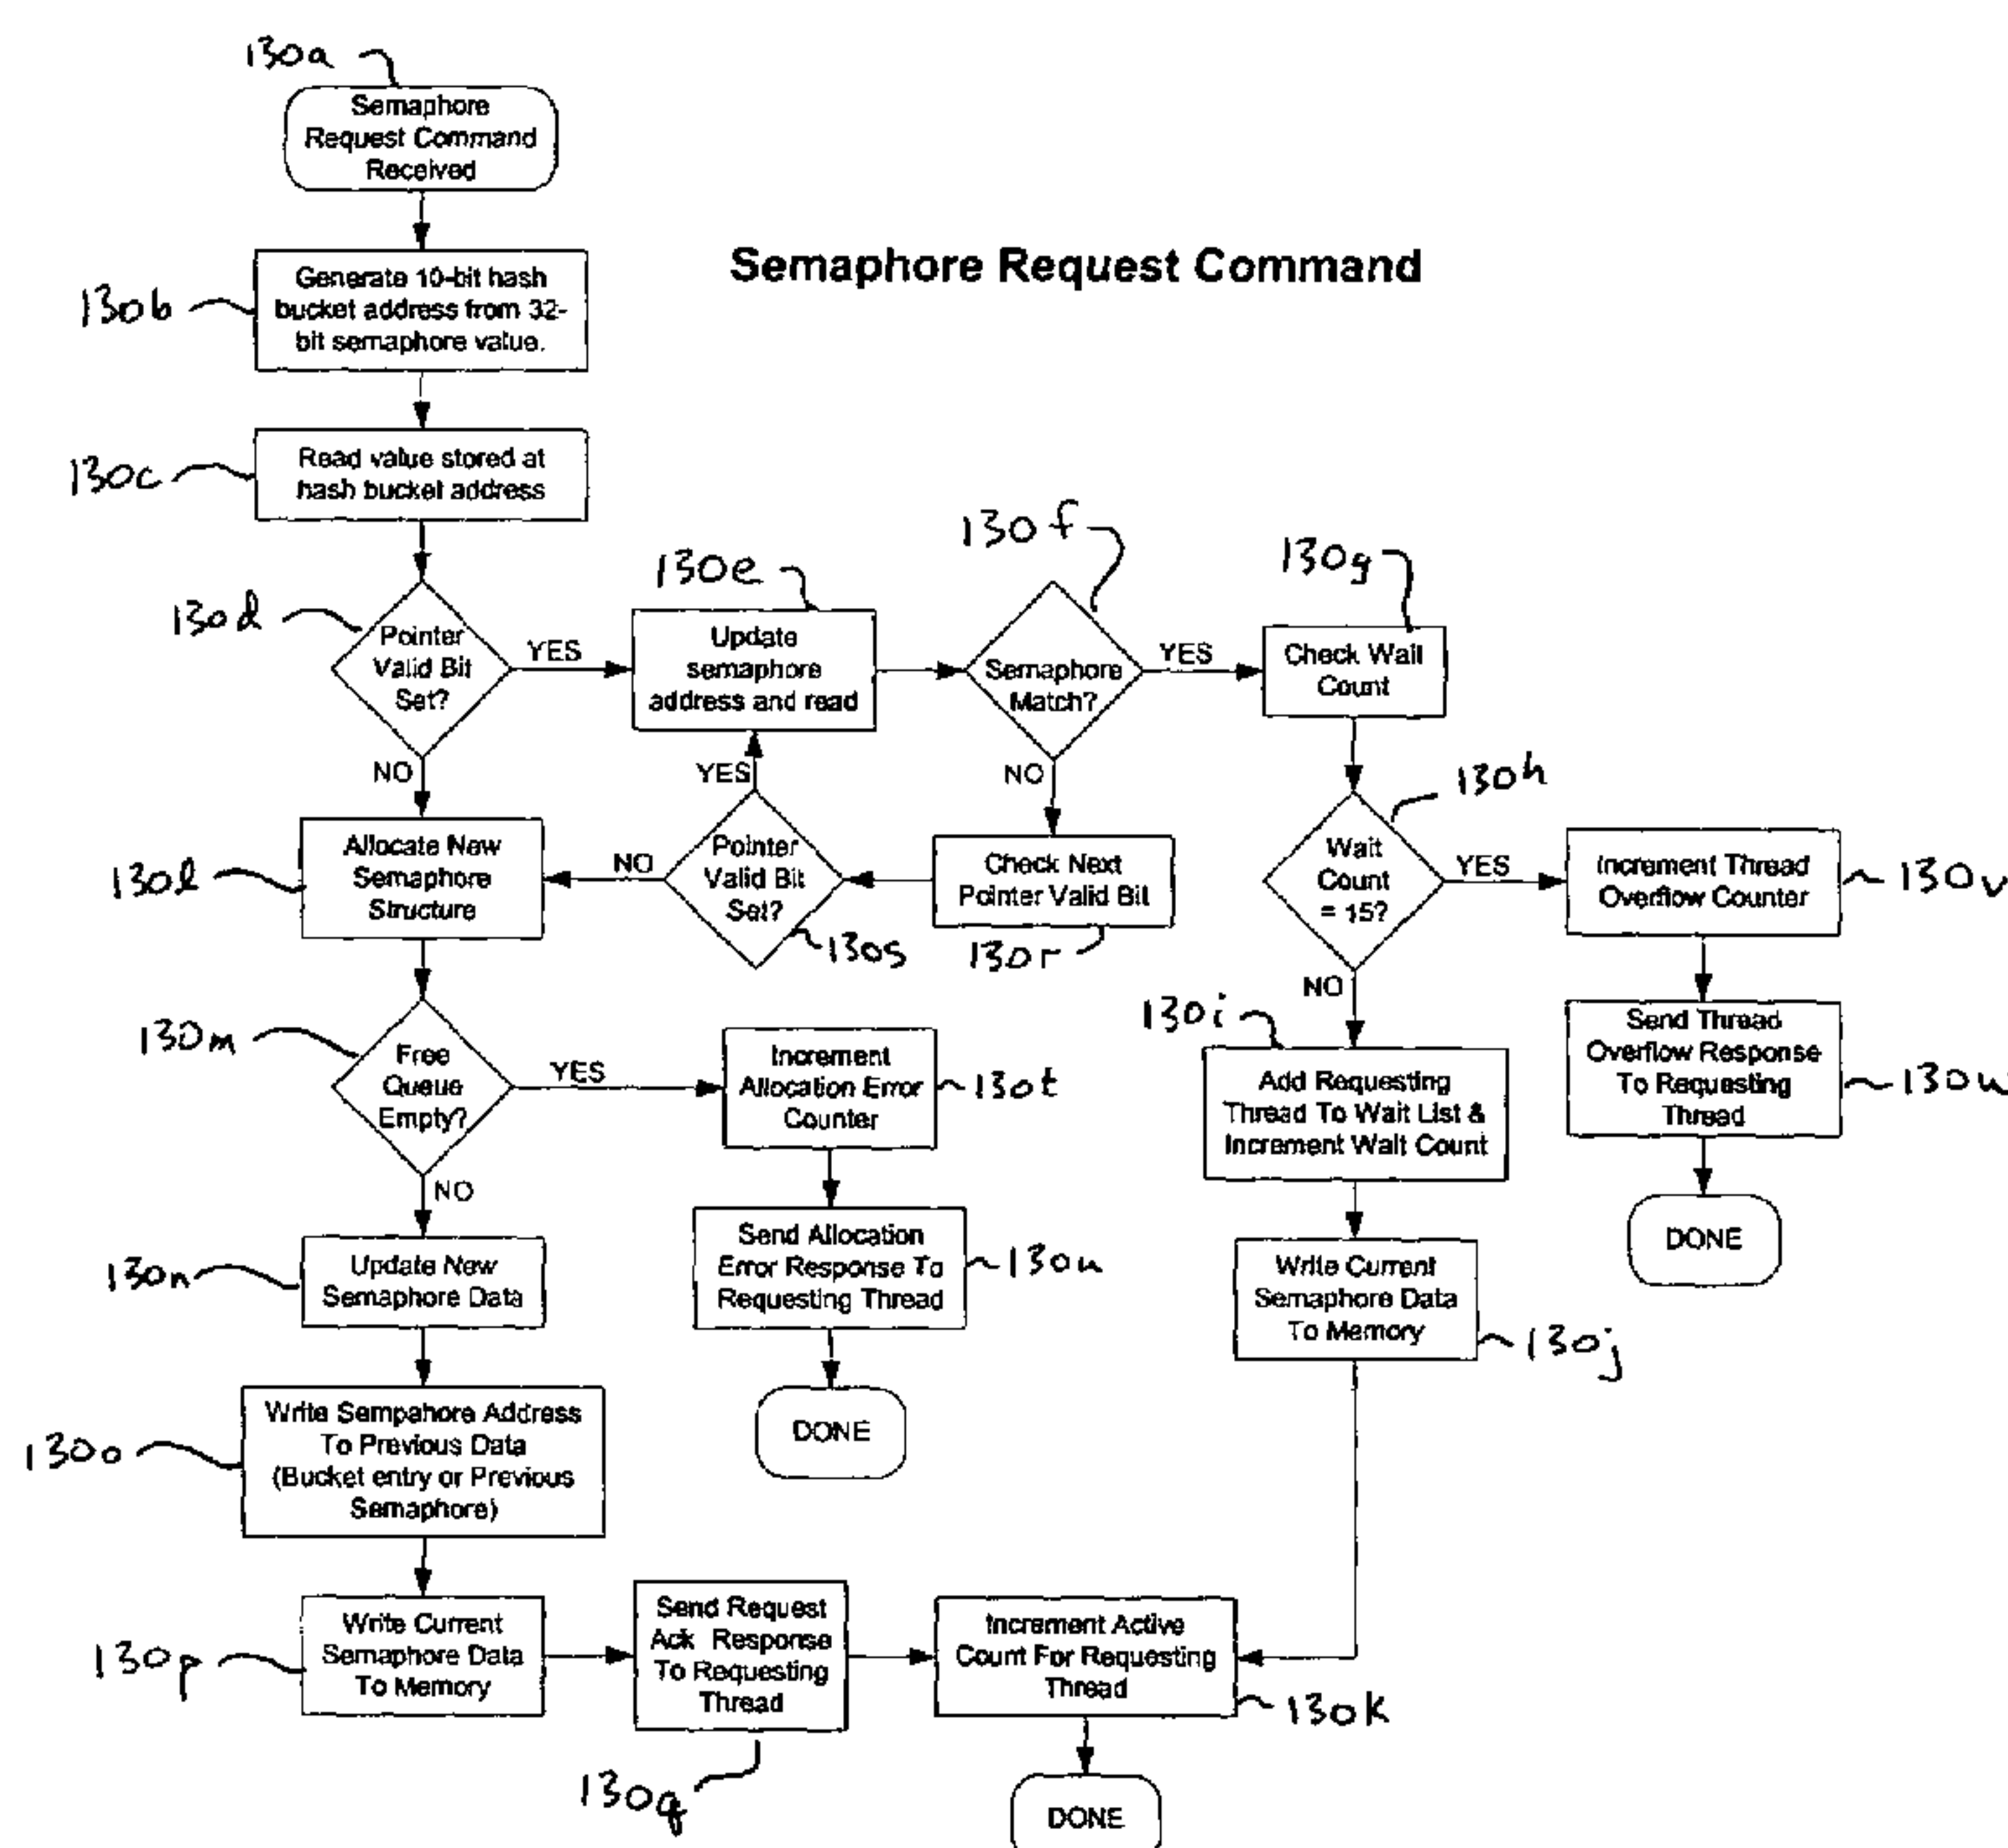 130a
Semaphore
Request Command
Received
Semaphore Request Command
130b
Generate 10-bit hash
bucket address from 32-
bit semaphore value.
130c
Read value stored at
hash bucket address
130d
Pointer
Valid Bit
Set?
YES
NO
130e
Update
semaphore
address and read
130f
Semaphore
Match?
YES
NO
130g
Check Wait
Count
130h
Wait
Count
= 15?
YES
NO
Increment Thread
Overflow Counter
130v
Send Thread
Overflow Response
To Requesting
Thread
130w
DONE
130l
Allocate New
Semaphore
Structure
YES
NO
Pointer
Valid Bit
Set?
130s
Check Next
Pointer Valid Bit
130r
130m
Free
Queue
Empty?
YES
NO
Increment
Allocation Error
Counter
130t
Send Allocation
Error Response To
Requesting Thread
130u
DONE
130i
Add Requesting
Thread To Wait List &
Increment Wait Count
Write Current
Semaphore Data
To Memory
130j
130n
Update New
Semaphore Data
130o
Write Sempahore Address
To Previous Data
(Bucket entry or Previous
Semaphore)
130p
Write Current
Semaphore Data
To Memory
Send Request
Ack Response
To Requesting
Thread
130q
Increment Active
Count For Requesting
Thread
130k
DONE